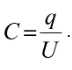 C = q/U.